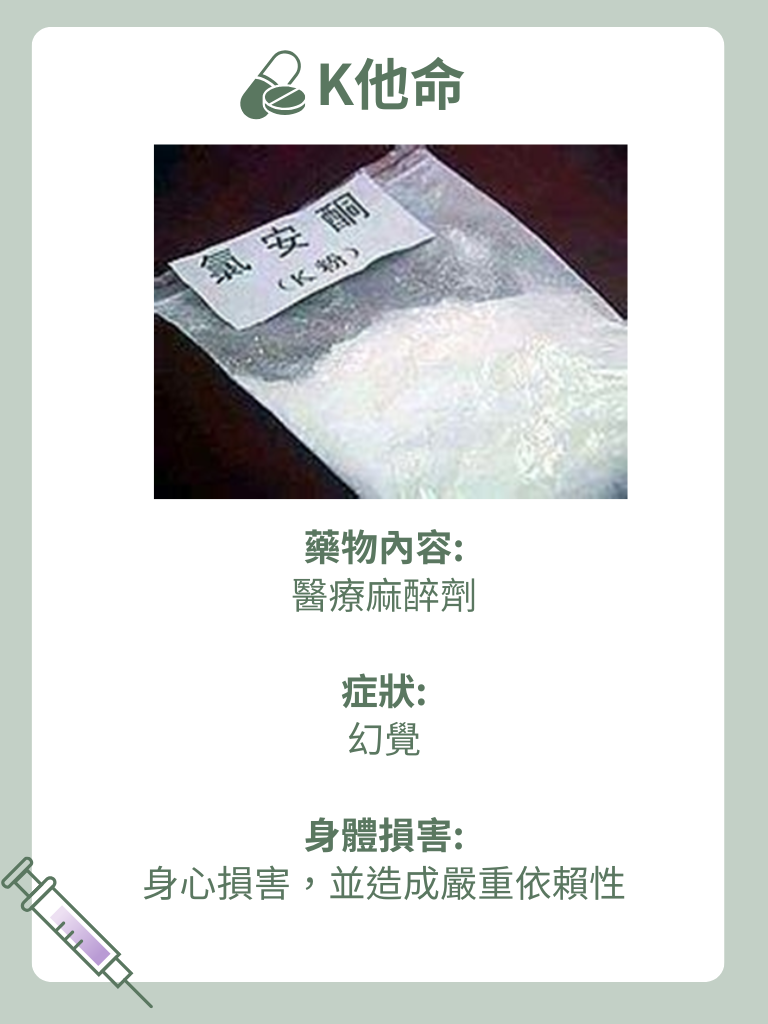 K他命
氯安酮
(K粉)
藥物內容:
醫療麻醉劑
症狀:
幻覺
身體損害:
身心損害，並造成嚴重依賴性